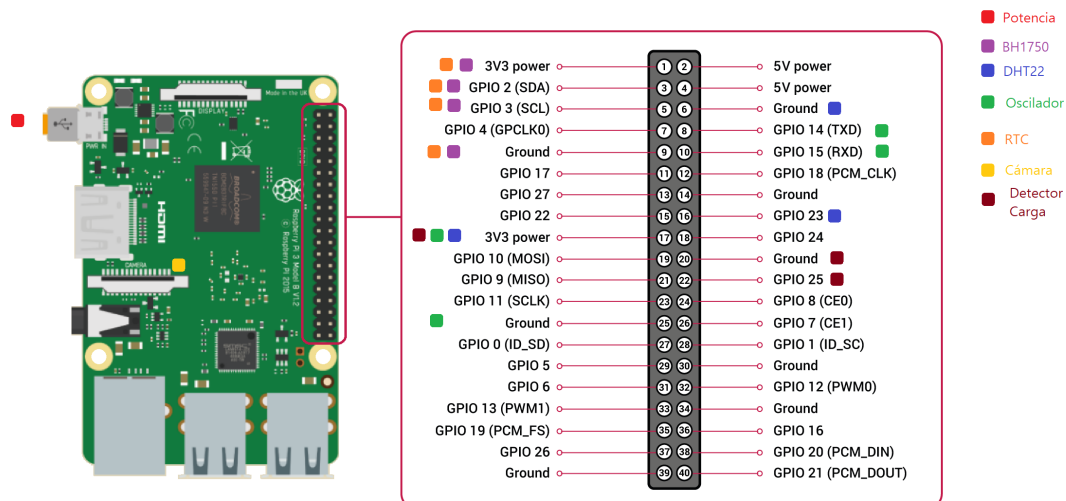 Made in the UK
DISPLAY
PWR IN
HDMI
BROADCOM
CAMERA
Raspberry Pi 3 Model B V1.2
© Raspberry Pi 2015
3V3 power 1 2 5V power
GPIO 2 (SDA) 3 4 5V power
GPIO 3 (SCL) 5 6 Ground
GPIO 4 (GPCLK0) 7 8 GPIO 14 (TXD)
Ground 9 10 GPIO 15 (RXD)
GPIO 17 11 12 GPIO 18 (PCM_CLK)
GPIO 27 13 14 Ground
GPIO 22 15 16 GPIO 23
3V3 power 17 18 GPIO 24
GPIO 10 (MOSI) 19 20 Ground
GPIO 9 (MISO) 21 22 GPIO 25
GPIO 11 (SCLK) 23 24 GPIO 8 (CE0)
Ground 25 26 GPIO 7 (CE1)
GPIO 0 (ID_SD) 27 28 GPIO 1 (ID_SC)
GPIO 5 29 30 Ground
GPIO 6 31 32 GPIO 12 (PWM0)
GPIO 13 (PWM1) 33 34 Ground
GPIO 19 (PCM_FS) 35 36 GPIO 16
GPIO 26 37 38 GPIO 20 (PCM_DIN)
Ground 39 40 GPIO 21 (PCM_DOUT)
Potencia
BH1750
DHT22
Oscilador
RTC
Cámara
Detector
Carga